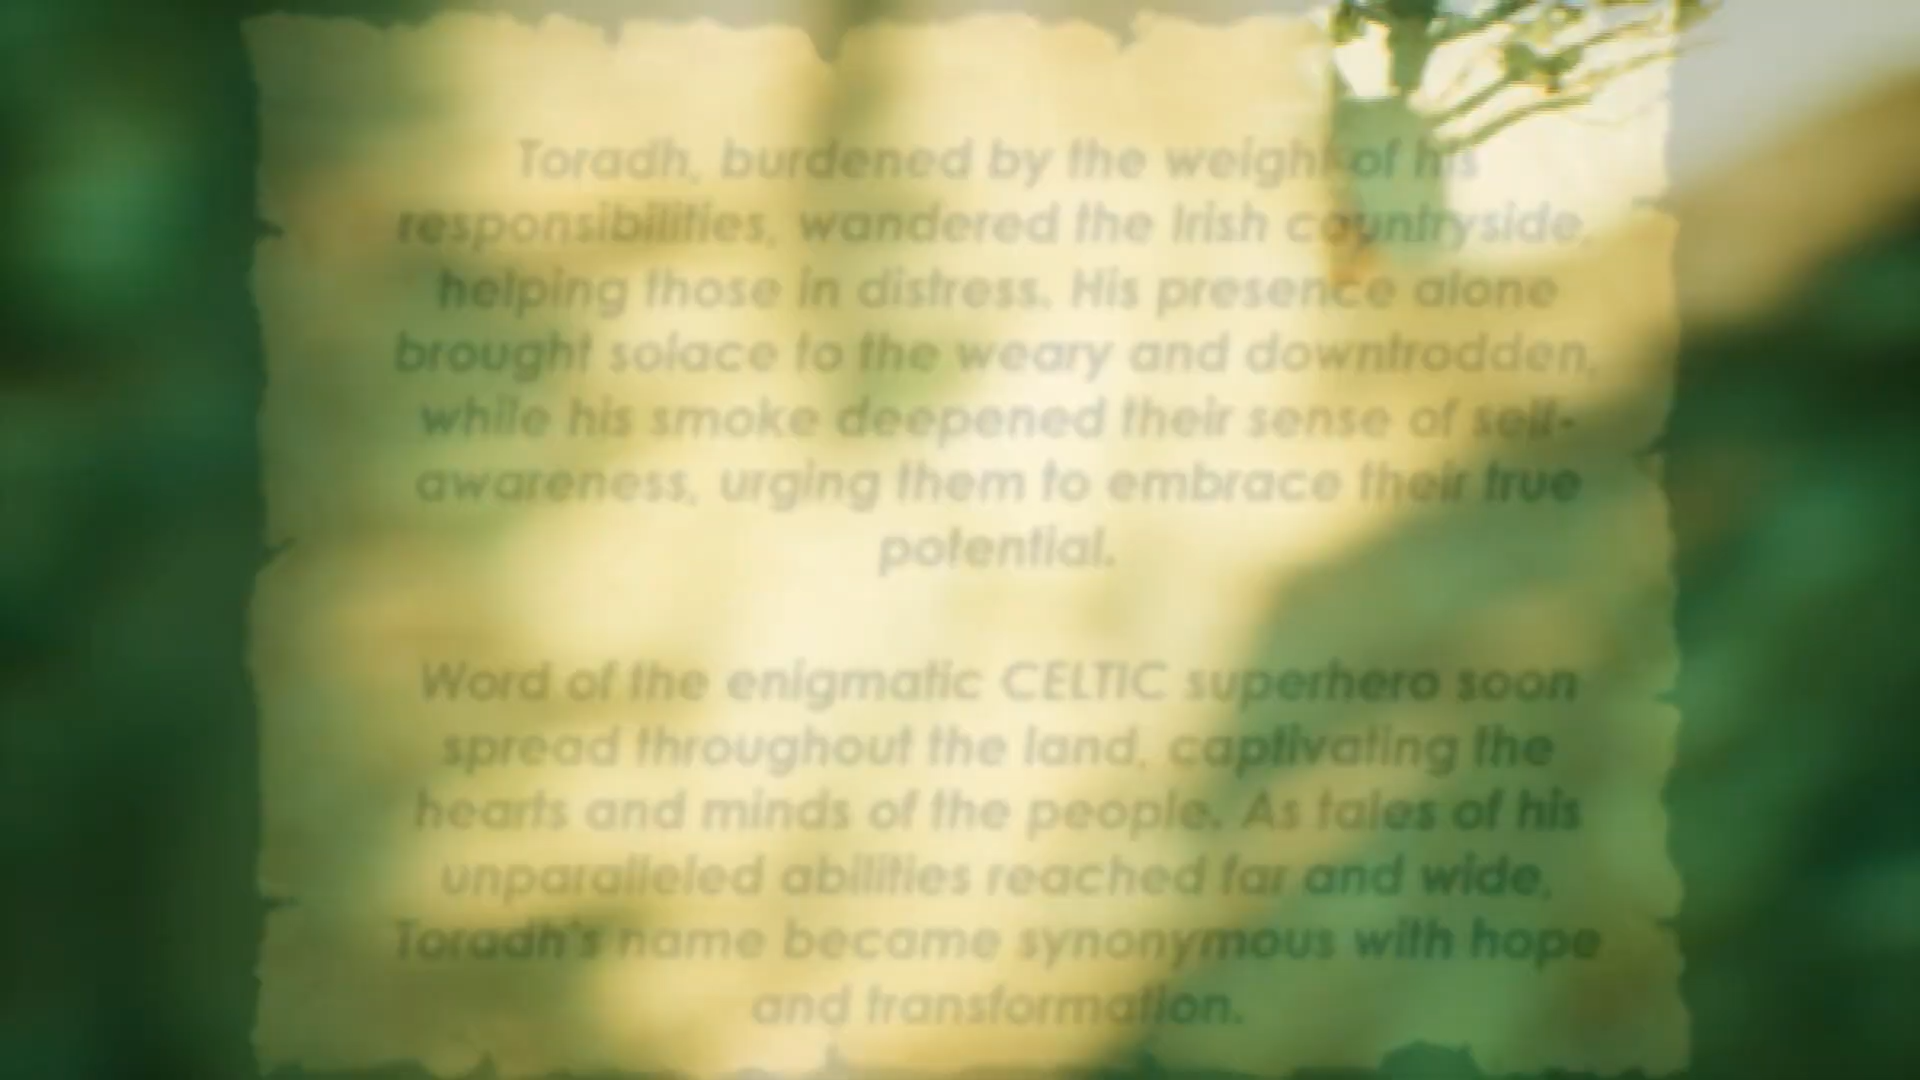 Toradh, burdened by the weight of his
responsibilities, wandered the Irish countryside,
helping those in distress. His presence alone
brought solace to the weary and downtrodden,
while his smoke deepened their sense of self-
awareness, urging them to embrace their true
potential.
Word of the enigmatic CELTIC superhero soon
spread throughout the land, captivating the
hearts and minds of the people. As tales of his
unparalleled abilities reached far and wide,
Toradh's name became synonymous with hope
and transformation.